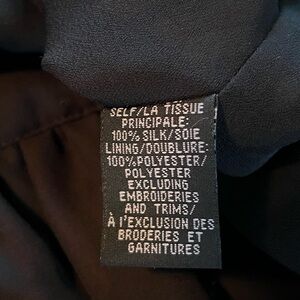 SELF/LA TISSUE
PRINCIPALE:
100% SILK/SOIE
LINING/DOUBLURE:
100%POLYESTER/
POLYESTER
EXCLUDING
EMBROIDERIES
AND TRIMS/
À L'EXCLUSION DES
BRODERIES ET
GARNITURES